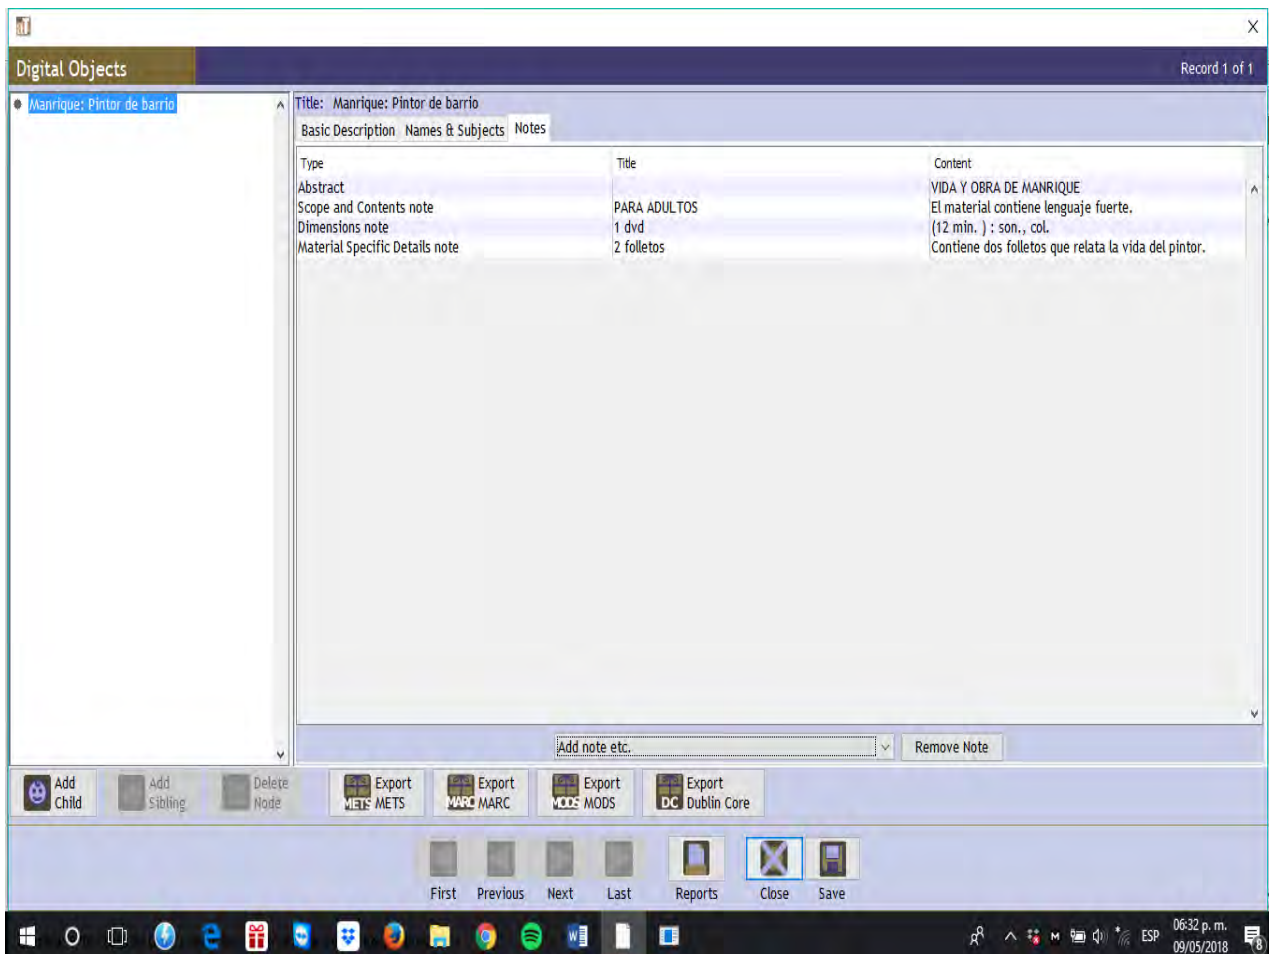 X
Digital Objects
Record 1 of 1
Manrique: Pintor de barrio
Title: Manrique: Pintor de barrio
Basic Description Names & Subjects Notes
Type Title Content
Abstract VIDA Y OBRA DE MANRIQUE
Scope and Contents note PARA ADULTOS El material contiene lenguaje fuerte.
Dimensions note 1 dvd (12 min. ) : son., col.
Material Specific Details note 2 folletos Contiene dos folletos que relata la vida del pintor.
Add note etc. Remove Note
Add Child
Add Sibling
Delete Node
METS Export METS
MARC Export MARC
MODS Export MODS
DC Export Dublin Core
First Previous Next Last Reports Close Save
ESP
06:32 p. m.
09/05/2018
8